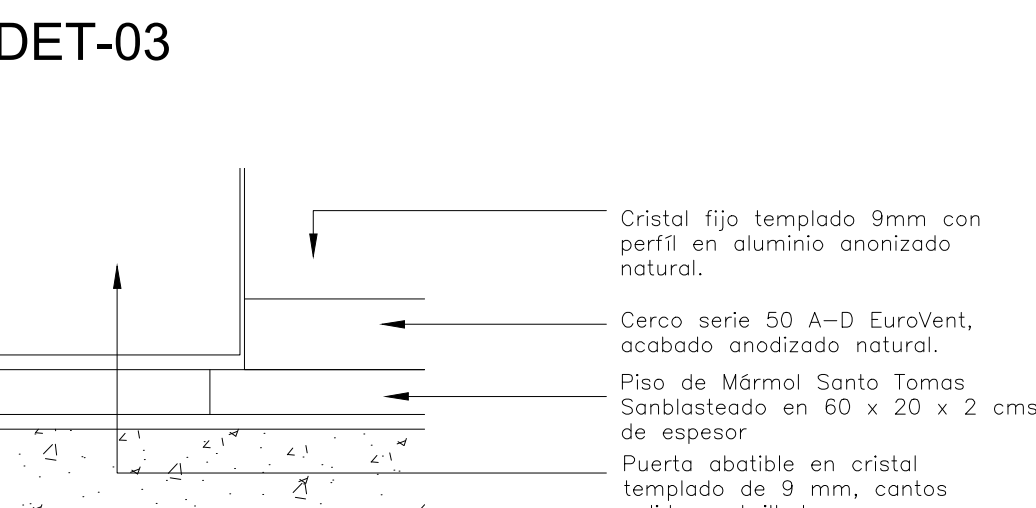 DET-03
Cristal fijo templado 9mm con
perfíl en aluminio anonizado
natural.
Cerco serie 50 A-D EuroVent,
acabado anodizado natural.
Piso de Mármol Santo Tomas
Sanblasteado en 60 x 20 x 2 cms
de espesor
Puerta abatible en cristal
templado de 9 mm, cantos